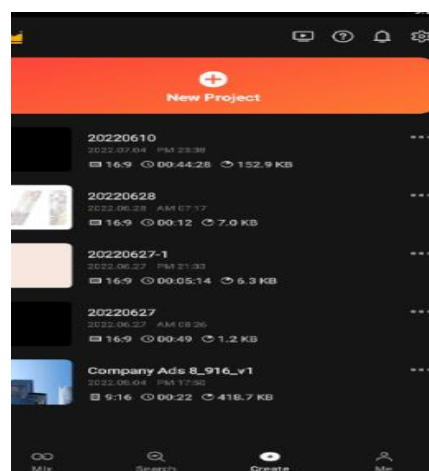 New Project
20220610
2022.07.04 PM 23:38
16:9 00:44:28 152.9 KB
20220628
2022.06.28 AM 07:17
16:9 00:12 7.0 KB
20220627-1
2022.06.27 PM 21:33
16:9 00:05:14 6.3 KB
20220627
2022.06.27 AM 08:26
16:9 00:49 1.2 KB
Company Ads 8_916_v1
2022.06.04 PM 17:50
9:16 00:22 418.7 KB
Mix Search Create Me